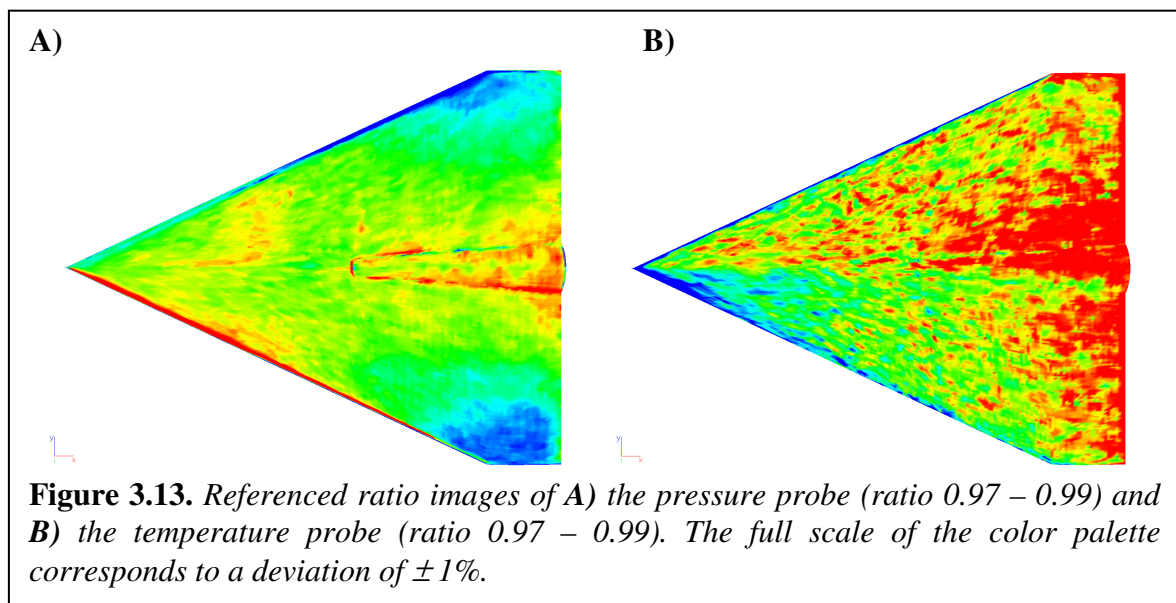 A) B)
y x y x
Figure 3.13. Referenced ratio images of A) the pressure probe (ratio 0.97 – 0.99) and
B) the temperature probe (ratio 0.97 – 0.99). The full scale of the color palette
corresponds to a deviation of ± 1%.